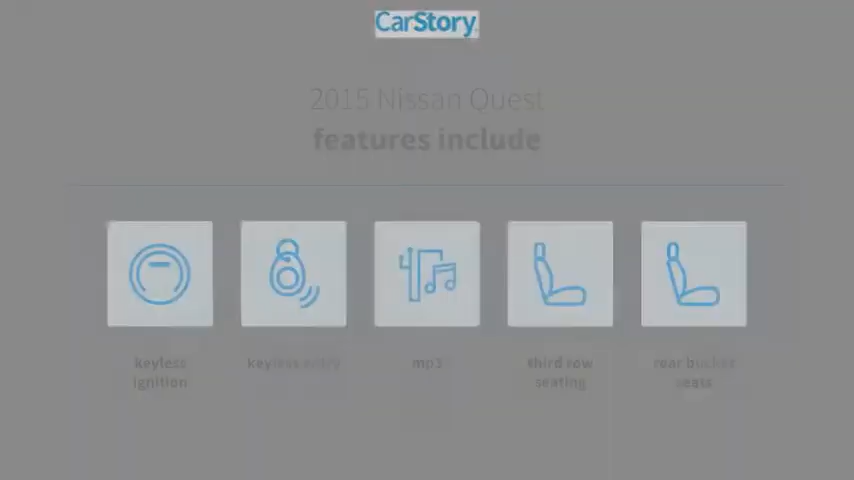 CarStory
2015 Nissan Quest
features include
keyless
ignition
keyless entry
mp3
third row
seating
rear bucket
seats